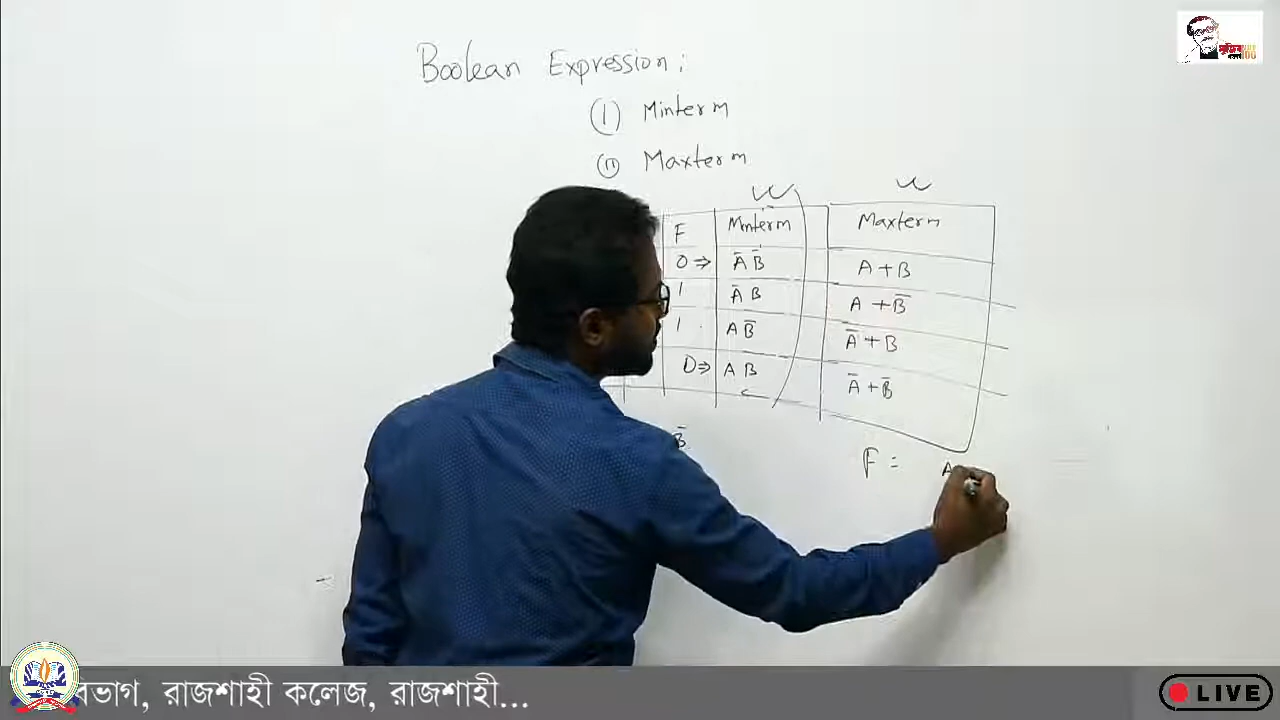 Boolean Expression :
(I) Minterm
(II) Maxterm
F Minterm Maxterm
0 ⇒ A̅ B̅ A + B
1 A̅ B A + B̅
1 A B̅ A̅ + B
0 ⇒ A B A̅ + B̅
B̅
F = A
ভাগ, রাজশাহী কলেজ, রাজশাহী...
LIVE